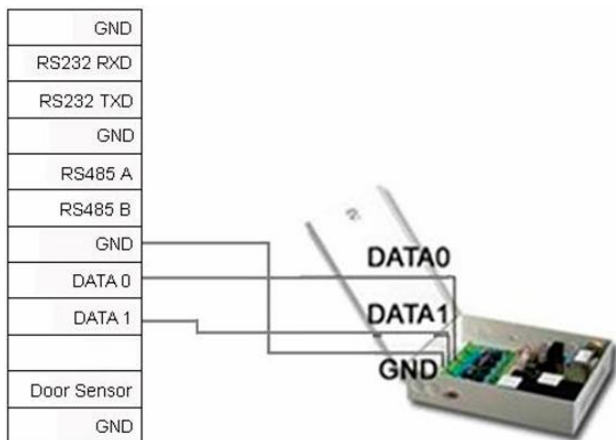 GND
RS232 RXD
RS232 TXD
GND
RS485 A
RS485 B
GND
DATA 0
DATA 1
Door Sensor
GND
DATA0
DATA1
GND